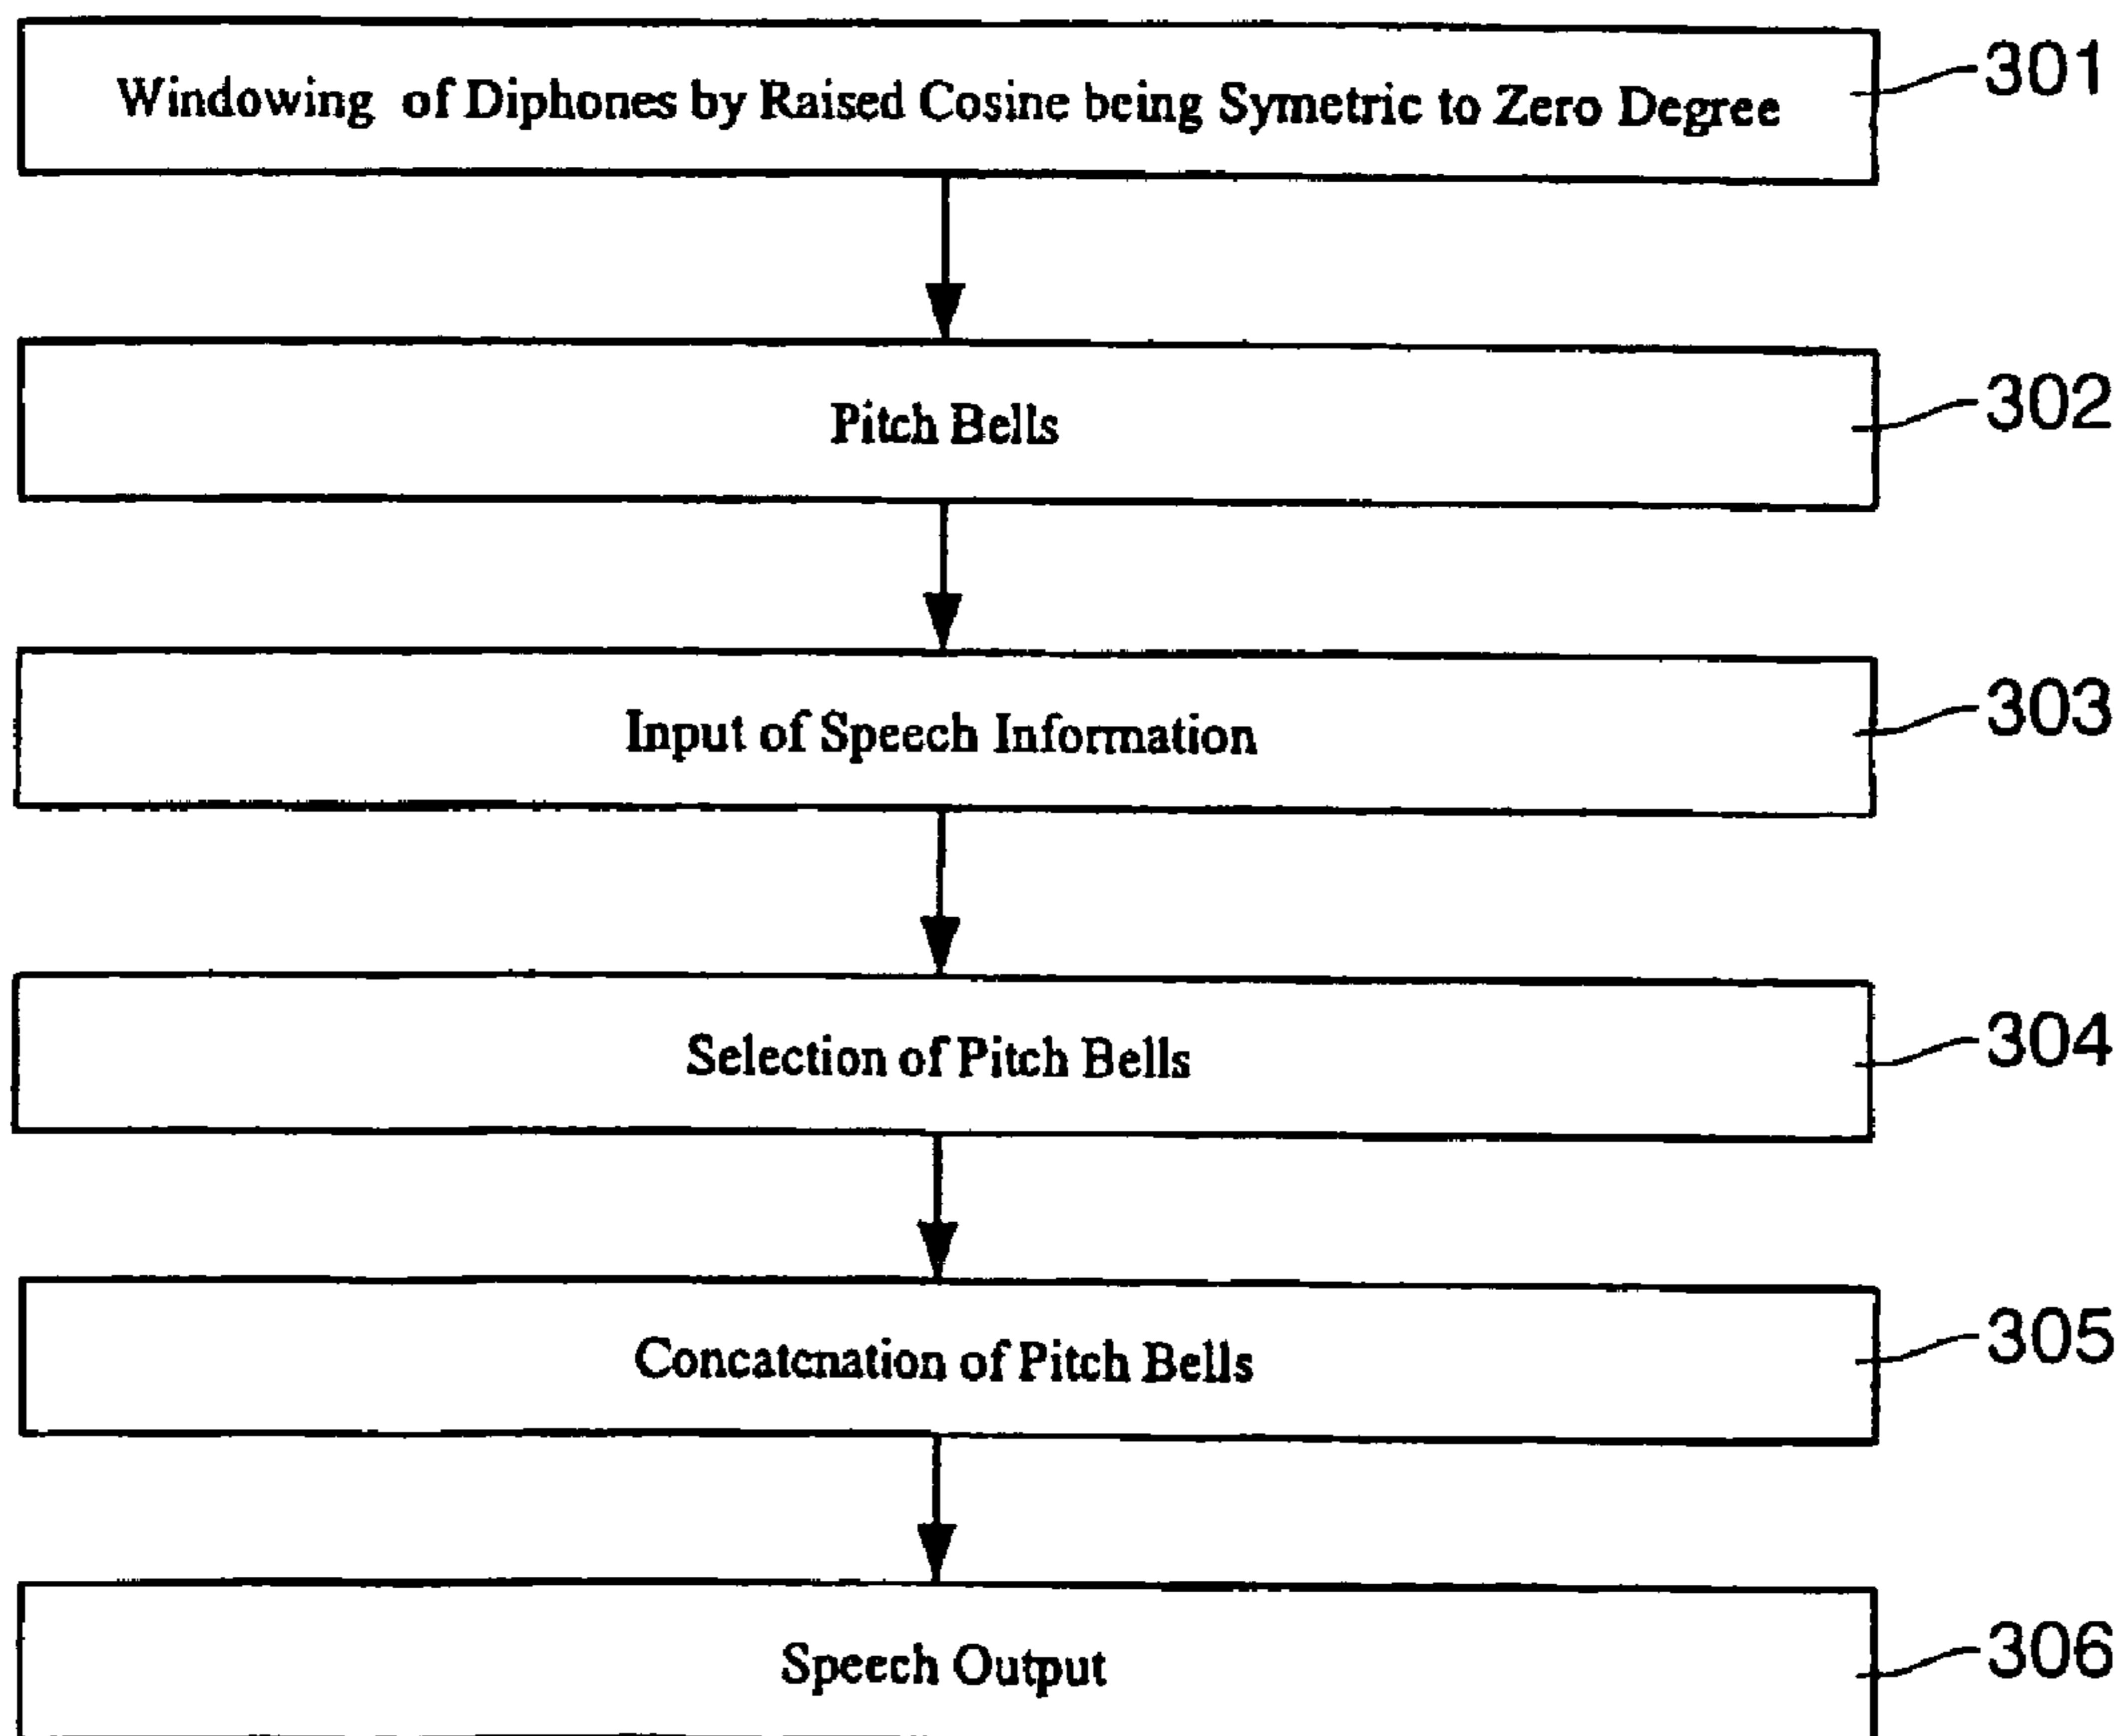 Windowing of Diphones by Raised Cosine being Symetric to Zero Degree
301
Pitch Bells
302
Input of Speech Information
303
Selection of Pitch Bells
304
Concatenation of Pitch Bells
305
Speech Output
306